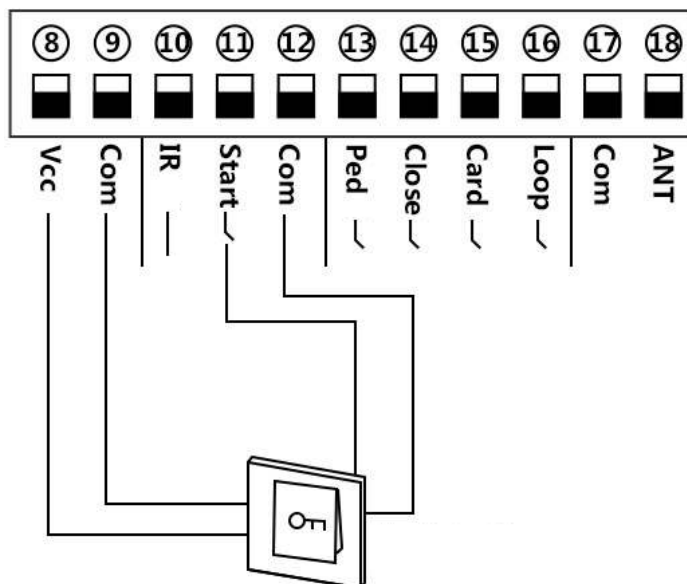 ⑧ ⑨ ⑩ ⑪ ⑫ ⑬ ⑭ ⑮ ⑯ ⑰ ⑱
Vcc Com IR Start Com Ped Close Card Loop Com ANT